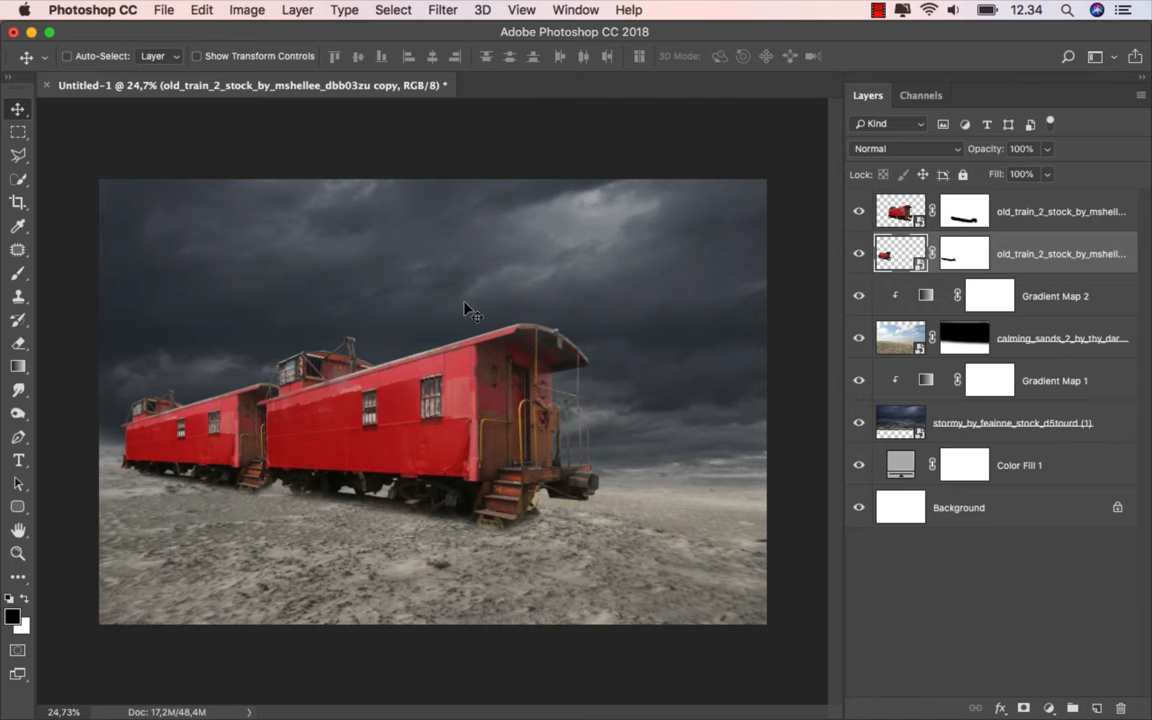 Photoshop CC File Edit Image Layer Type Select Filter 3D View Window Help 12.34
Adobe Photoshop CC 2018
Auto-Select: Layer Show Transform Controls 3D Mode:
× Untitled-1 @ 24,7% (old_train_2_stock_by_mshellee_dbb03zu copy, RGB/8) *
Layers Channels
Kind
Normal Opacity: 100%
Lock: Fill: 100%
old_train_2_stock_by_mshell...
old_train_2_stock_by_mshell...
Gradient Map 2
calming_sands_2_by_thy_dar...
Gradient Map 1
stormy_by_feainne_stock_d5tourd (1)
Color Fill 1
Background
24,73% Doc: 17,2M/48,4M